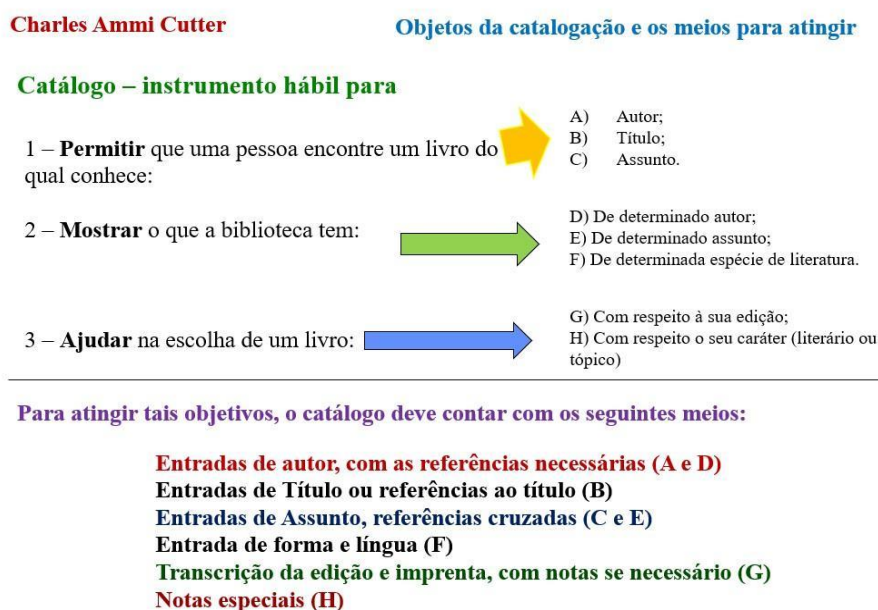 Charles Ammi Cutter
Objetos da catalogação e os meios para atingir
Catálogo – instrumento hábil para
1 – Permitir que uma pessoa encontre um livro do
qual conhece:
A) Autor;
B) Título;
C) Assunto.
2 – Mostrar o que a biblioteca tem:
D) De determinado autor;
E) De determinado assunto;
F) De determinada espécie de literatura.
3 – Ajudar na escolha de um livro:
G) Com respeito à sua edição;
H) Com respeito o seu caráter (literário ou
tópico)
Para atingir tais objetivos, o catálogo deve contar com os seguintes meios:
Entradas de autor, com as referências necessárias (A e D)
Entradas de Título ou referências ao título (B)
Entradas de Assunto, referências cruzadas (C e E)
Entrada de forma e língua (F)
Transcrição da edição e imprenta, com notas se necessário (G)
Notas especiais (H)